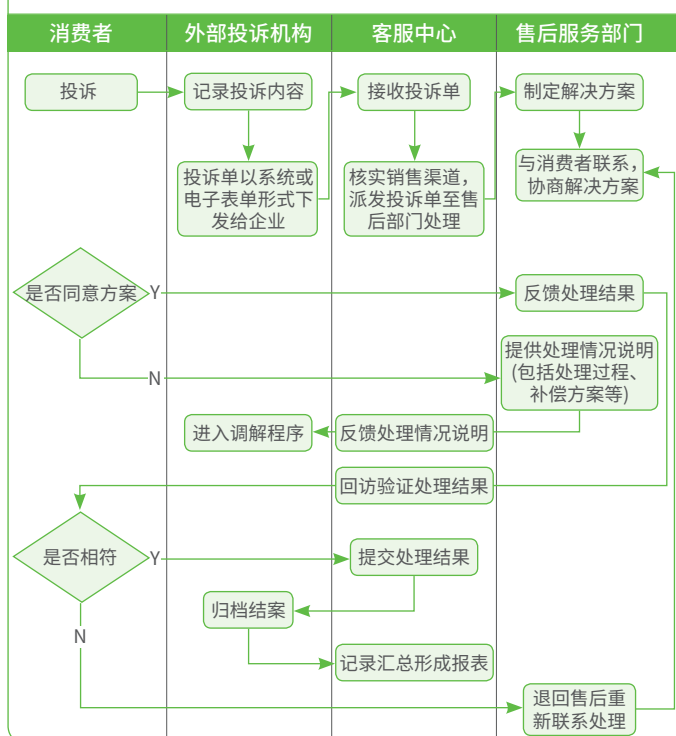 消费者
外部投诉机构
客服中心
售后服务部门
投诉
记录投诉内容
接收投诉单
制定解决方案
投诉单以系统或
电子表单形式下
发给企业
核实销售渠道，
派发投诉单至售
后部门处理
与消费者联系，
协商解决方案
是否同意方案
Y
反馈处理结果
N
提供处理情况说明
(包括处理过程、
补偿方案等)
进入调解程序
反馈处理情况说明
回访验证处理结果
是否相符
Y
提交处理结果
归档结案
N
记录汇总形成报表
退回售后重
新联系处理